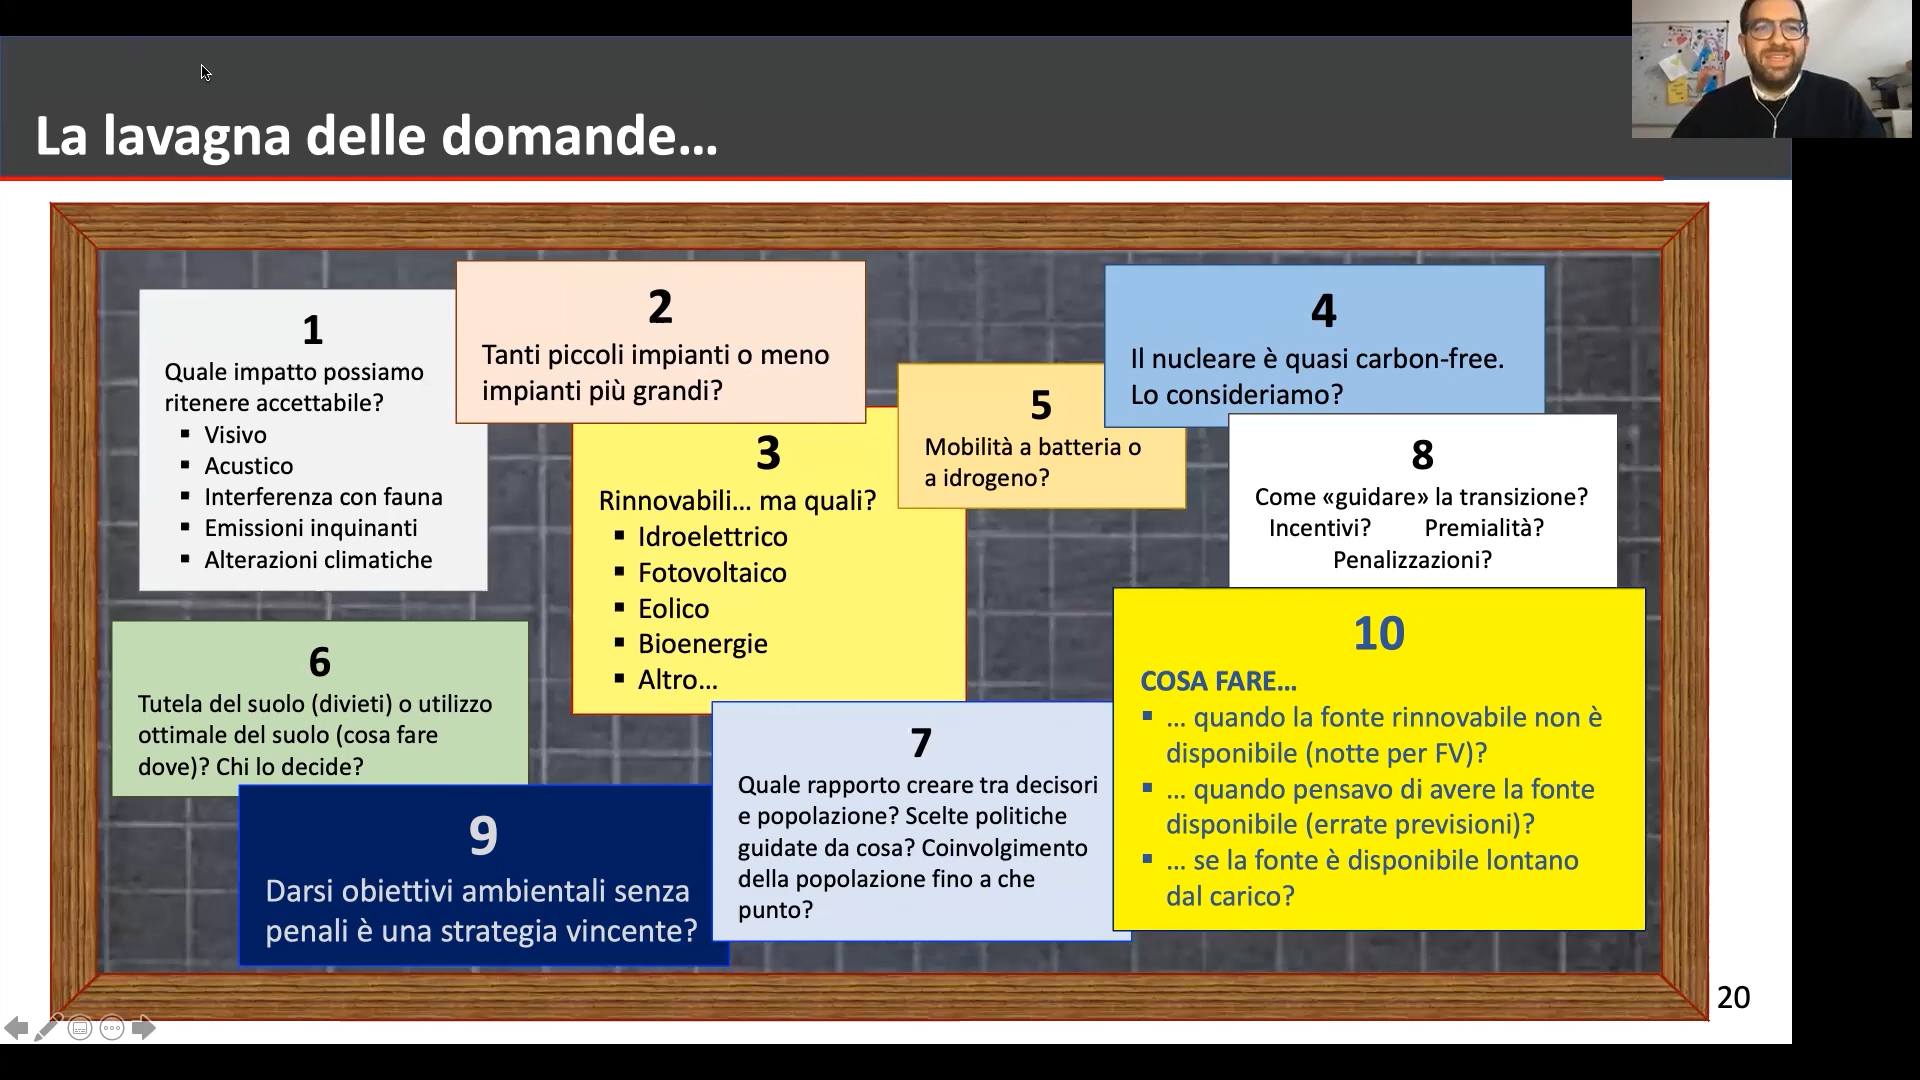 La lavagna delle domande...
1
Quale impatto possiamo
ritenere accettabile?
▪ Visivo
▪ Acustico
▪ Interferenza con fauna
▪ Emissioni inquinanti
▪ Alterazioni climatiche
2
Tanti piccoli impianti o meno
impianti più grandi?
3
Rinnovabili... ma quali?
▪ Idroelettrico
▪ Fotovoltaico
▪ Eolico
▪ Bioenergie
▪ Altro...
4
Il nucleare è quasi carbon-free.
Lo consideriamo?
5
Mobilità a batteria o
a idrogeno?
6
Tutela del suolo (divieti) o utilizzo
ottimale del suolo (cosa fare
dove)? Chi lo decide?
7
Quale rapporto creare tra decisori
e popolazione? Scelte politiche
guidate da cosa? Coinvolgimento
della popolazione fino a che
punto?
8
Come «guidare» la transizione?
Incentivi? Premialità?
Penalizzazioni?
9
Darsi obiettivi ambientali senza
penali è una strategia vincente?
10
COSA FARE...
▪ ... quando la fonte rinnovabile non è
disponibile (notte per FV)?
▪ ... quando pensavo di avere la fonte
disponibile (errate previsioni)?
▪ ... se la fonte è disponibile lontano
dal carico?
20